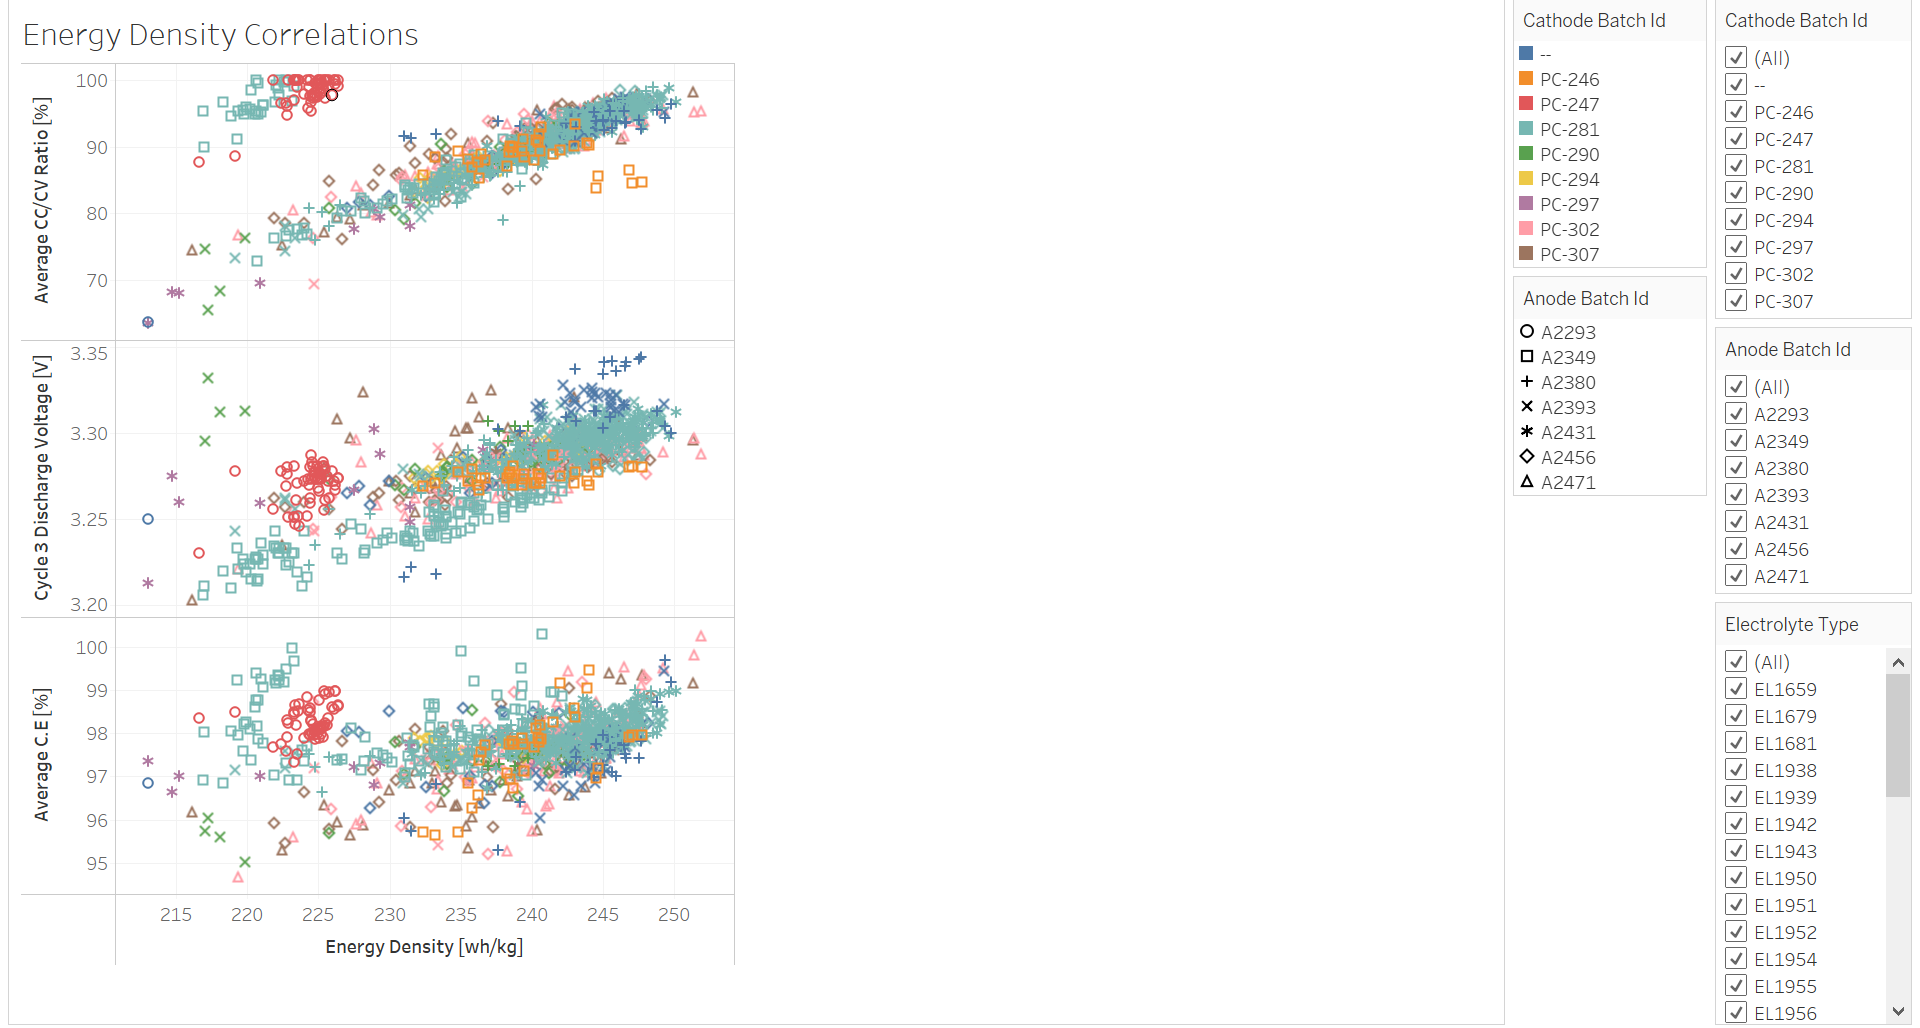 Energy Density Correlations
Average CC/CV Ratio [%]
100
90
80
70
Cycle 3 Discharge Voltage [V]
3.35
3.30
3.25
3.20
Average C.E [%]
100
99
98
97
96
95
215 220 225 230 235 240 245 250
Energy Density [wh/kg]
Cathode Batch Id
--
PC-246
PC-247
PC-281
PC-290
PC-294
PC-297
PC-302
PC-307
Anode Batch Id
A2293
A2349
A2380
A2393
A2431
A2456
A2471
Cathode Batch Id
(All)
--
PC-246
PC-247
PC-281
PC-290
PC-294
PC-297
PC-302
PC-307
Anode Batch Id
(All)
A2293
A2349
A2380
A2393
A2431
A2456
A2471
Electrolyte Type
(All)
EL1659
EL1679
EL1681
EL1938
EL1939
EL1942
EL1943
EL1950
EL1951
EL1952
EL1954
EL1955
EL1956